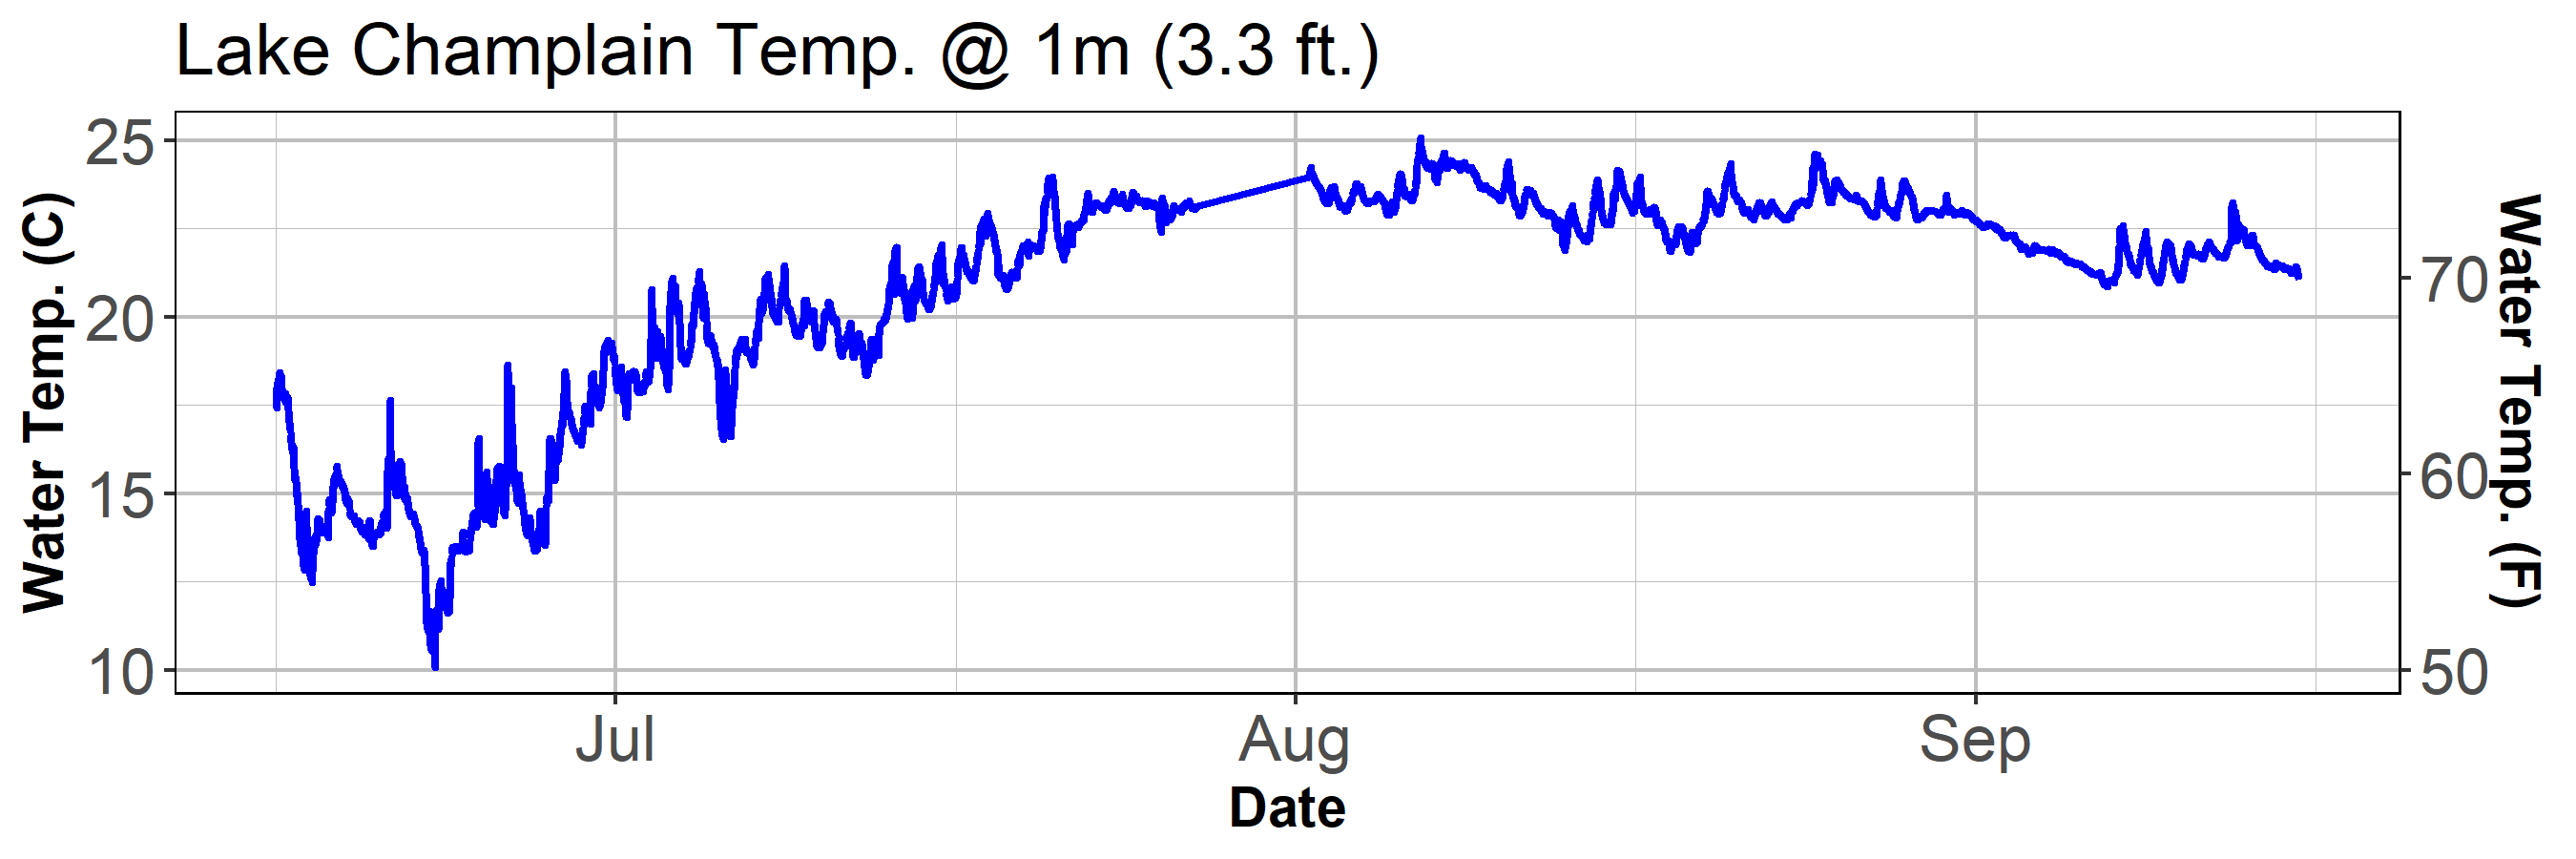 Lake Champlain Temp. @ 1m (3.3 ft.)
Water Temp. (C)
25
20
15
10
70
60
50
Water Temp. (F)
Jul
Aug
Sep
Date